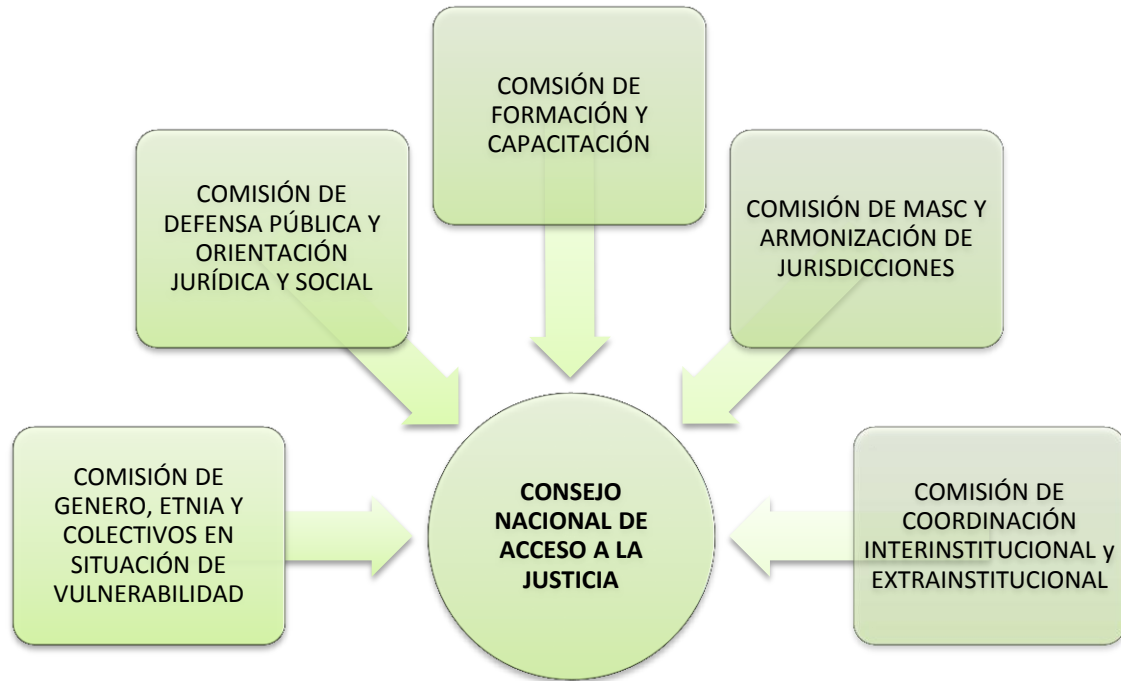 COMSIÓN DE
FORMACIÓN Y
CAPACITACIÓN
COMISIÓN DE
DEFENSA PÚBLICA Y
ORIENTACIÓN
JURÍDICA Y SOCIAL
COMISIÓN DE MASC Y
ARMONIZACIÓN DE
JURISDICCIONES
COMISIÓN DE
GENERO, ETNIA Y
COLECTIVOS EN
SITUACIÓN DE
VULNERABILIDAD
CONSEJO
NACIONAL DE
ACCESO A LA
JUSTICIA
COMISIÓN DE
COORDINACIÓN
INTERINSTITUCIONAL y
EXTRAINSTITUCIONAL